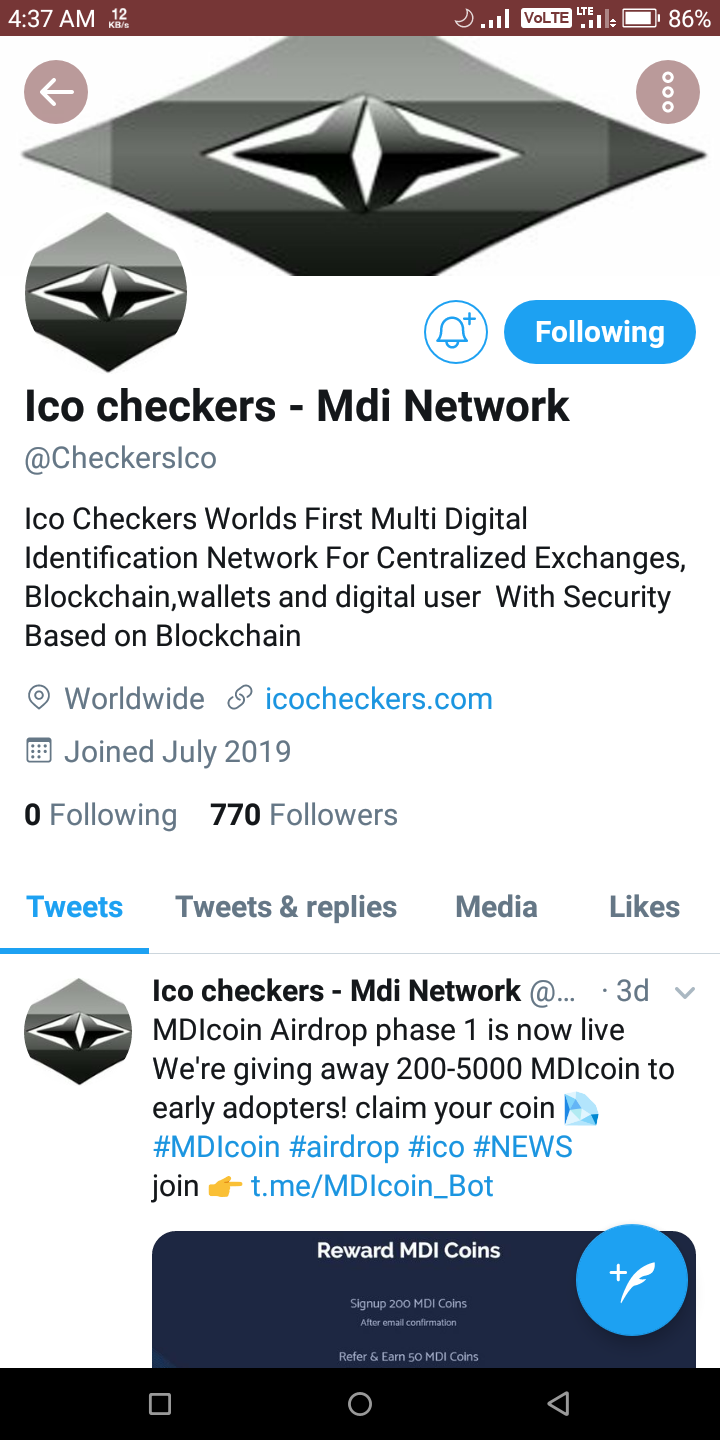 4:37 AM 12 KB/s VoLTE LTE 86%
Following
Ico checkers - Mdi Network
@CheckersIco
Ico Checkers Worlds First Multi Digital
Identification Network For Centralized Exchanges,
Blockchain,wallets and digital user  With Security
Based on Blockchain
Worldwide icocheckers.com
Joined July 2019
0 Following 770 Followers
Tweets Tweets & replies Media Likes
Ico checkers - Mdi Network @... · 3d
MDIcoin Airdrop phase 1 is now live
We're giving away 200-5000 MDIcoin to
early adopters! claim your coin
#MDIcoin #airdrop #ico #NEWS
join 👉 t.me/MDIcoin_Bot
Reward MDI Coins
Signup 200 MDI Coins
After email confirmation
Refer & Earn 50 MDI Coins